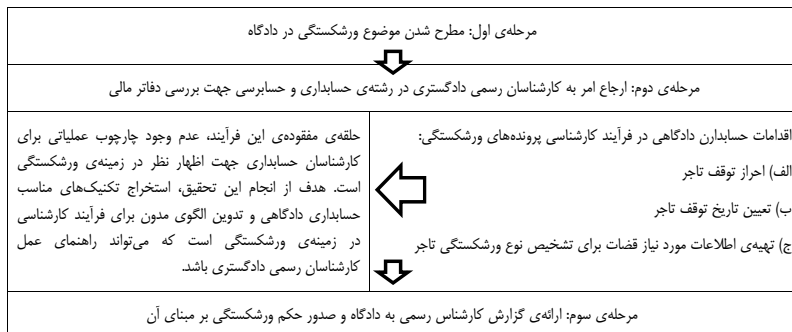 مرحله‌ی اول: مطرح شدن موضوع ورشکستگی در دادگاه
مرحله‌ی دوم: ارجاع امر به کارشناسان رسمی دادگستری در رشته‌ی حسابداری و حسابرسی جهت بررسی دفاتر مالی
اقدامات حسابدارن دادگاهی در فرآیند کارشناسی پرونده‌های ورشکستگی:
الف) احراز توقف تاجر
ب) تعیین تاریخ توقف تاجر
ج) تهیه‌ی اطلاعات مورد نیاز قضات برای تشخیص نوع ورشکستگی تاجر
حلقه‌ی مفقوده‌ی این فرآیند، عدم وجود چارچوب عملیاتی برای
کارشناسان حسابداری جهت اظهار نظر در زمینه‌ی ورشکستگی
است. هدف از انجام این تحقیق، استخراج تکنیک‌های مناسب
حسابداری دادگاهی و تدوین الگوی مدون برای فرآیند کارشناسی
در زمینه‌ی ورشکستگی است که می‌تواند راهنمای عمل
کارشناسان رسمی دادگستری باشد.
مرحله‌ی سوم: ارائه‌ی گزارش کارشناس رسمی به دادگاه و صدور حکم ورشکستگی بر مبنای آن